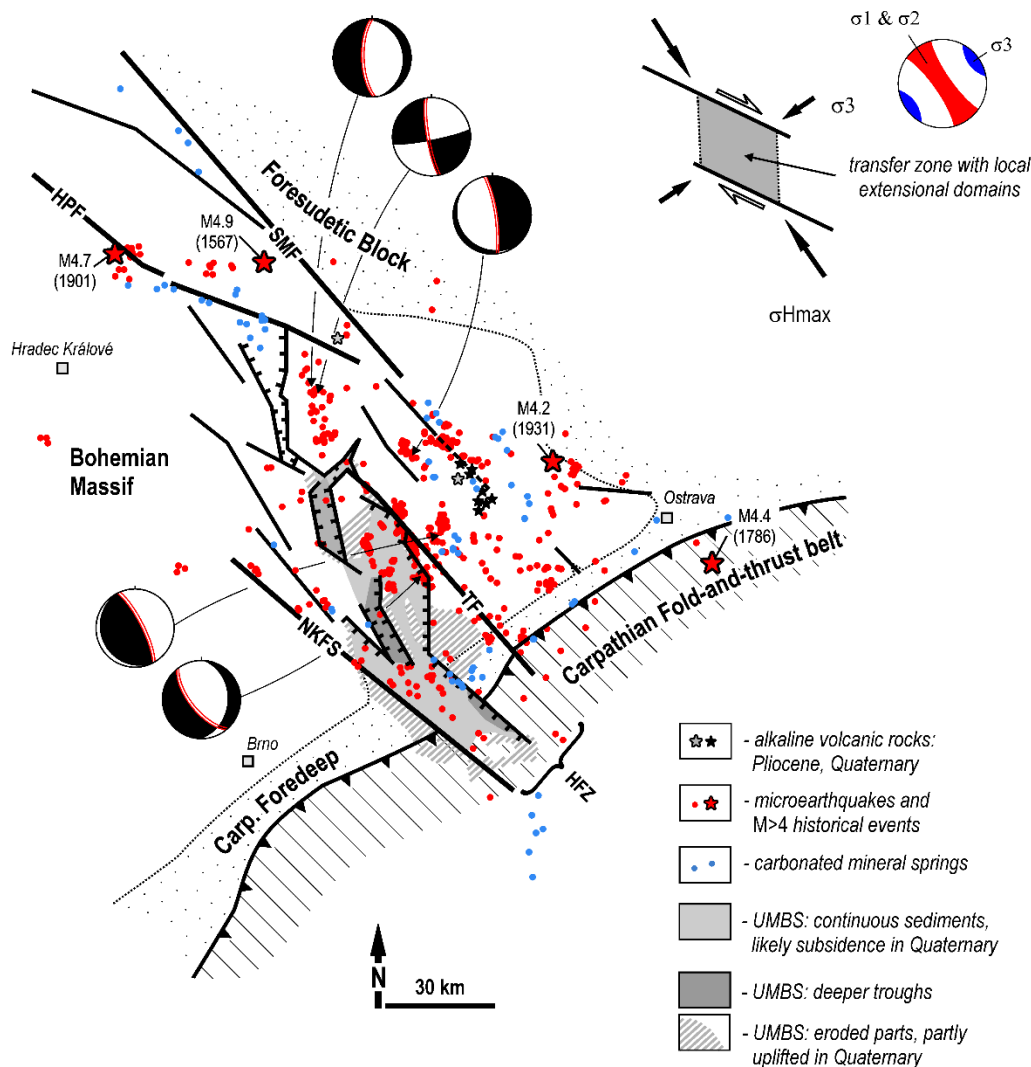 σ1 & σ2
σ3
σ3
transfer zone with local
extensional domains
σHmax
Foresudetic Block
HPF
SMF
M4.9
(1567)
M4.7
(1901)
Hradec Králové
M4.2
(1931)
Bohemian
Massif
Ostrava
M4.4
(1786)
Carpathian Fold-and-thrust belt
TF
NKFS
Brno
HFZ
Carp. Foredeep
N
30 km
- alkaline volcanic rocks:
Pliocene, Quaternary
- microearthquakes and
M>4 historical events
- carbonated mineral springs
- UMBS: continuous sediments,
likely subsidence in Quaternary
- UMBS: deeper troughs
- UMBS: eroded parts, partly
uplifted in Quaternary